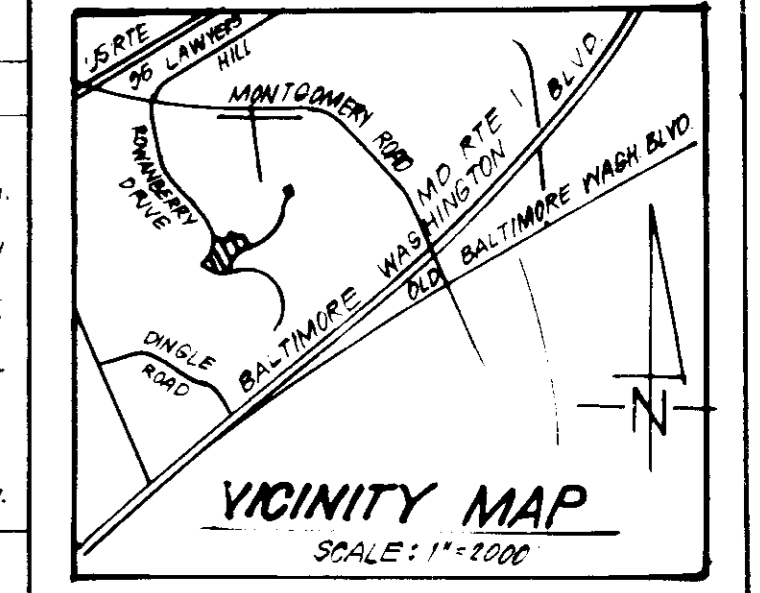 US RTE
95 LAWYERS
HILL
MONTGOMERY ROAD
ROWANBERRY
DRIVE
MD RTE 1
BALTIMORE WASHINGTON BLVD.
OLD BALTIMORE WASH. BLVD.
DINGLE
ROAD
N
VICINITY MAP
SCALE: 1"=2000'